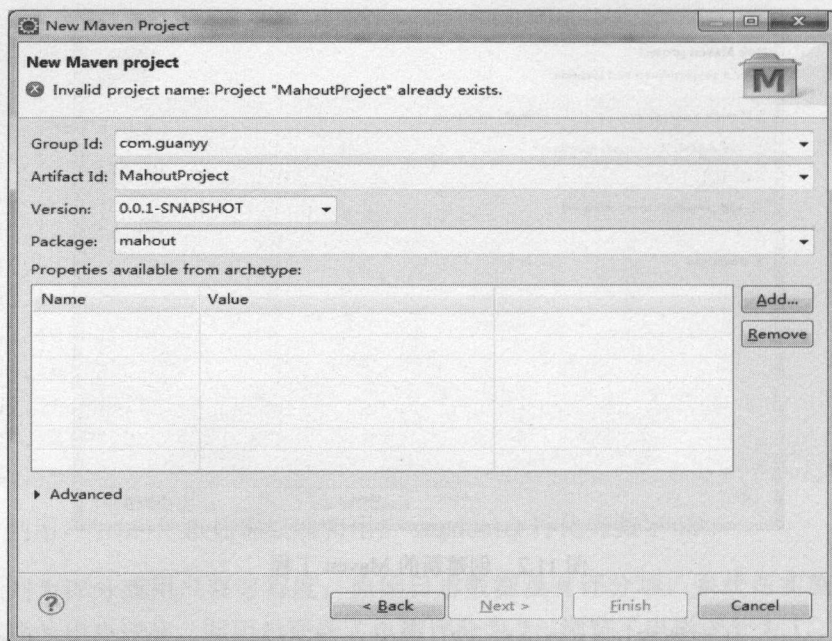 New Maven Project
New Maven project
Invalid project name: Project "MahoutProject" already exists.
M
Group Id: com.guanyy
Artifact Id: MahoutProject
Version: 0.0.1-SNAPSHOT
Package: mahout
Properties available from archetype:
Name Value
Add...
Remove
Advanced
? < Back Next > Finish Cancel